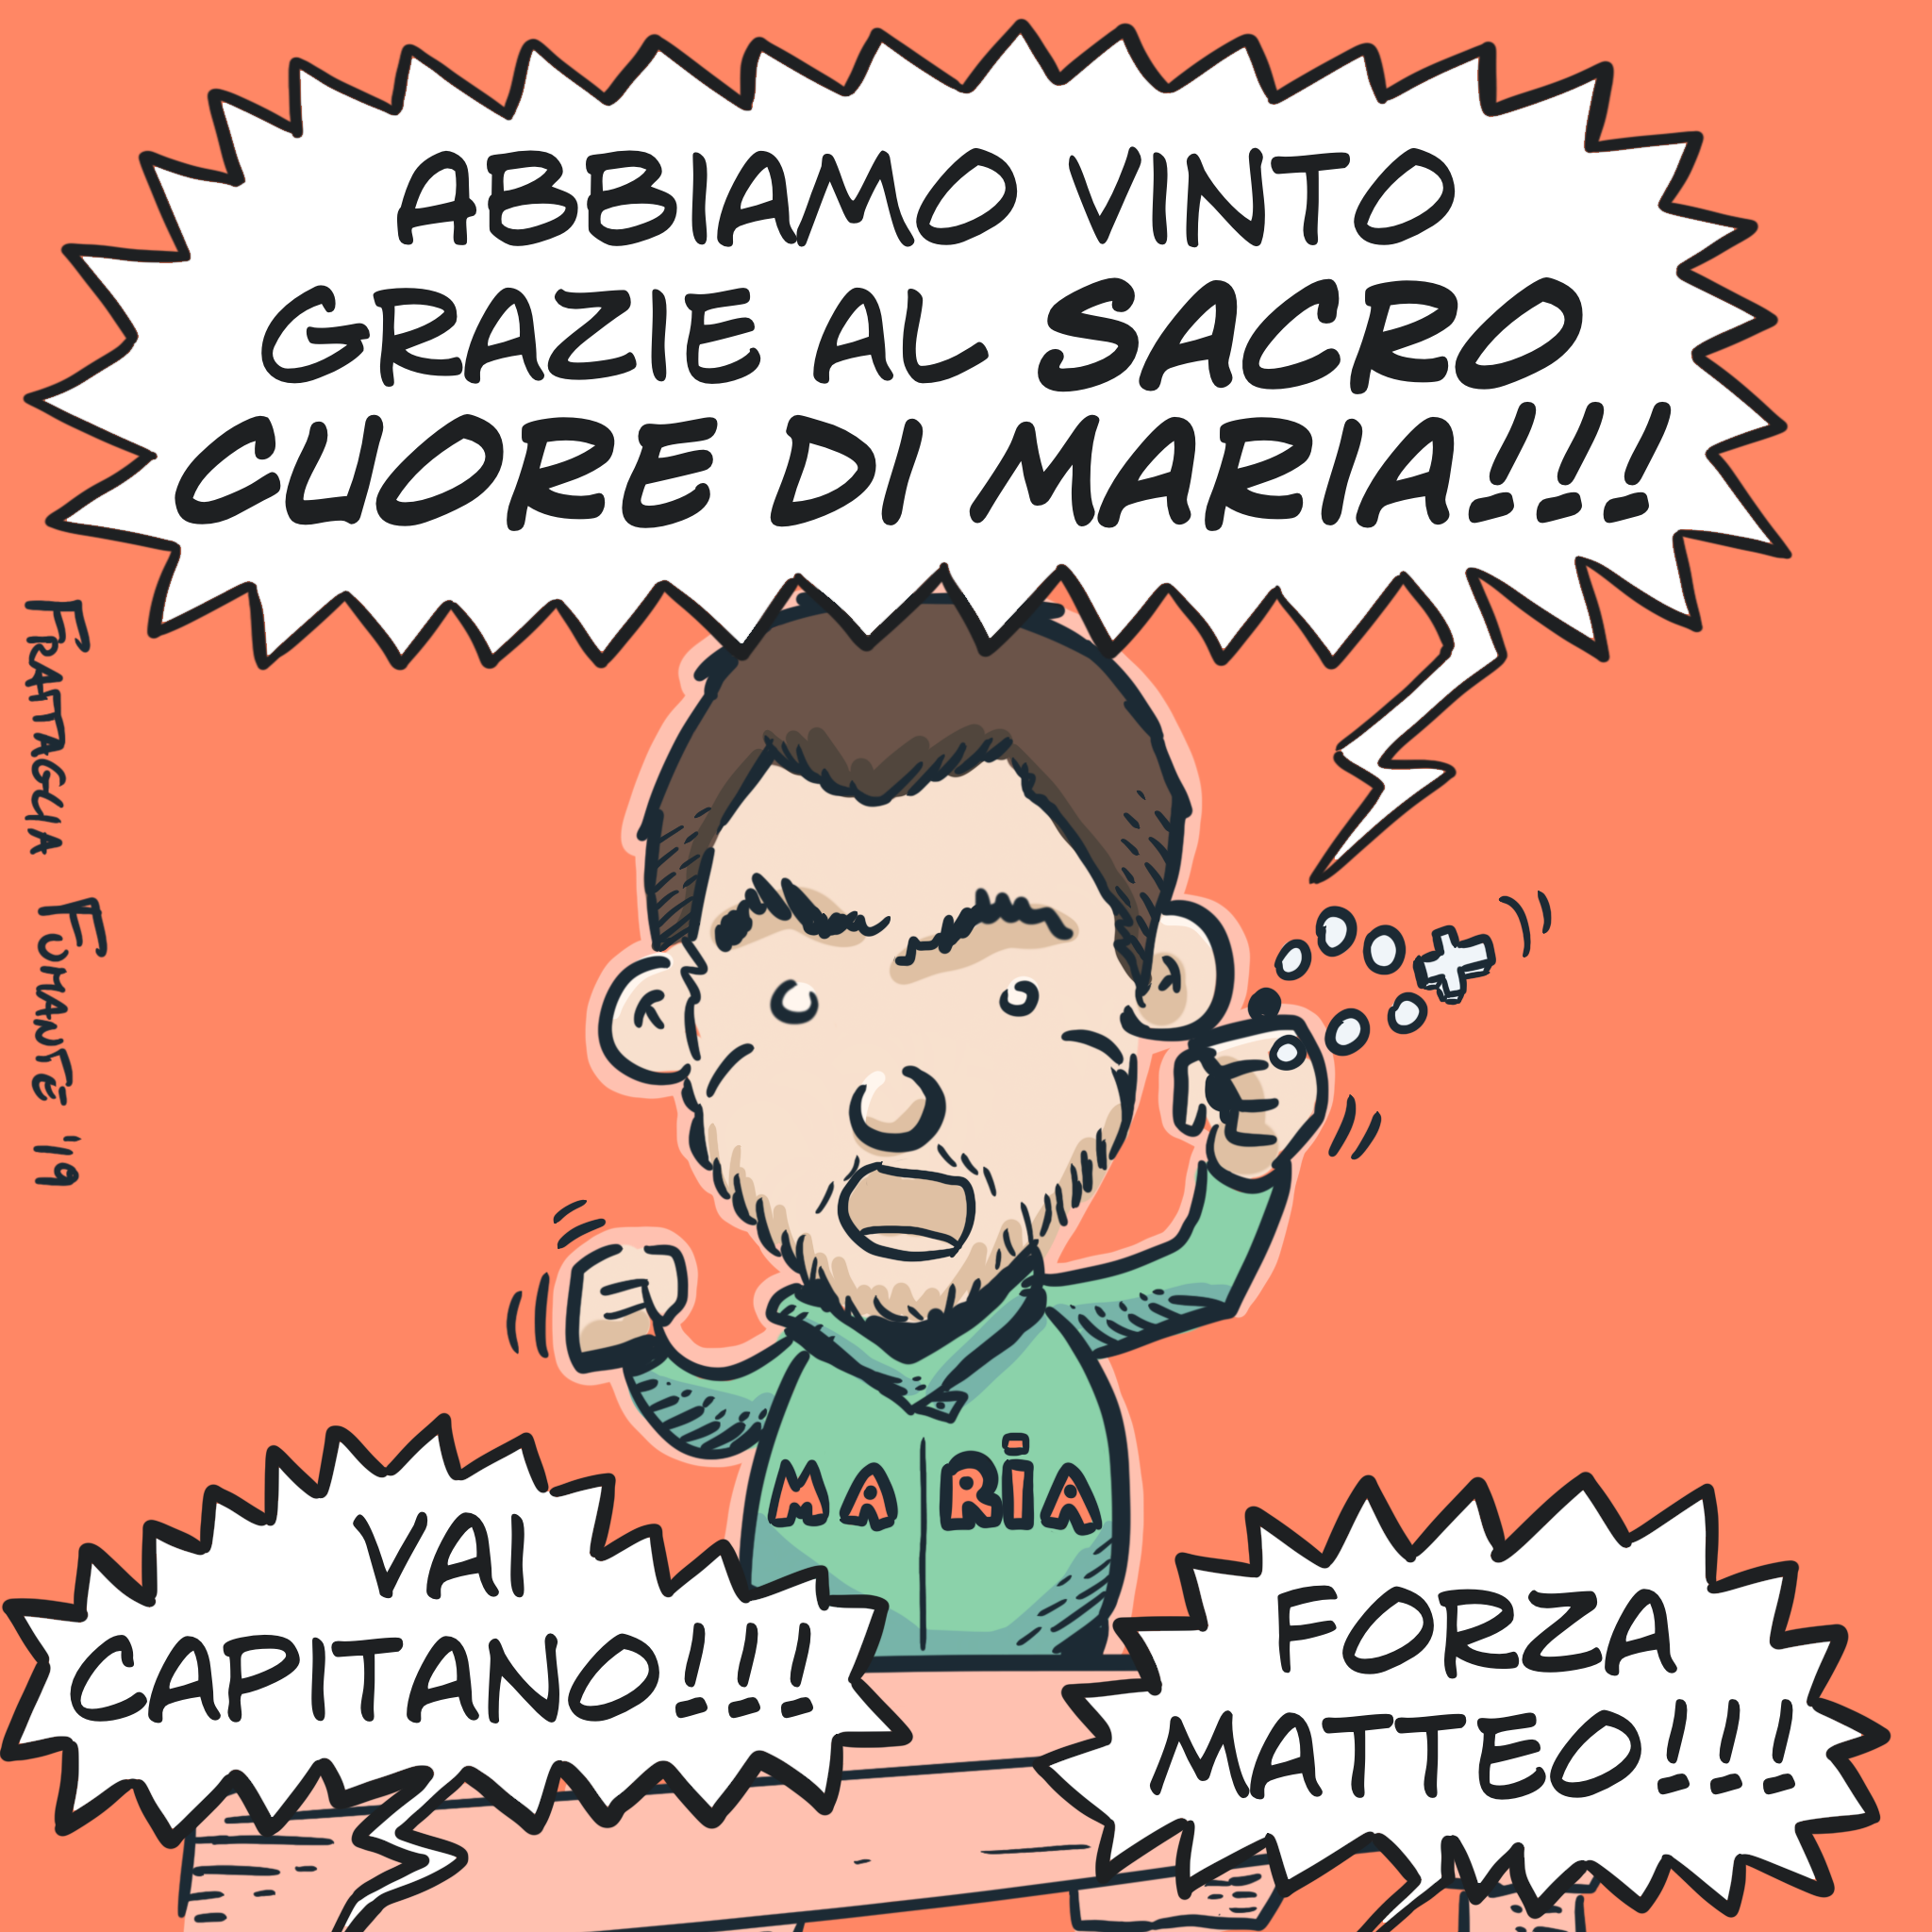 ABBIAMO VINTO
GRAZIE AL SACRO
CUORE DI MARIA!!!
FRATTAGLIA FUMANTE '19
MARiA
VAI
CAPITANO!!!
FORZA
MATTEO!!!